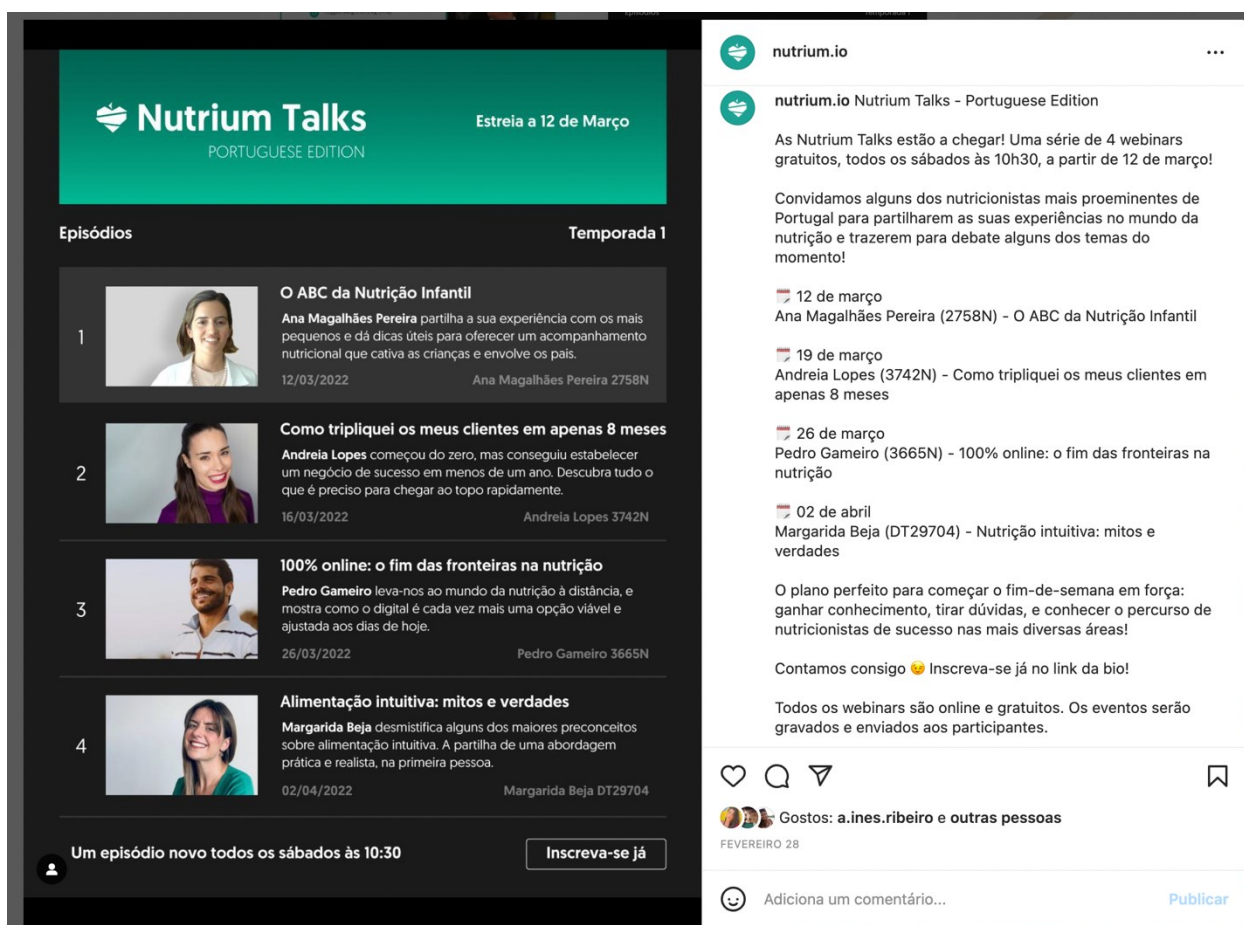 Episódios
Nutrium Talks
PORTUGUESE EDITION
Estreia a 12 de Março
Episódios
Temporada 1
1
O ABC da Nutrição Infantil
Ana Magalhães Pereira partilha a sua experiência com os mais
pequenos e dá dicas úteis para oferecer um acompanhamento
nutricional que cativa as crianças e envolve os pais.
12/03/2022
Ana Magalhães Pereira 2758N
2
Como tripliquei os meus clientes em apenas 8 meses
Andreia Lopes começou do zero, mas conseguiu estabelecer
um negócio de sucesso em menos de um ano. Descubra tudo o
que é preciso para chegar ao topo rapidamente.
16/03/2022
Andreia Lopes 3742N
3
100% online: o fim das fronteiras na nutrição
Pedro Gameiro leva-nos ao mundo da nutrição à distância, e
mostra como o digital é cada vez mais uma opção viável e
ajustada aos dias de hoje.
26/03/2022
Pedro Gameiro 3665N
4
Alimentação intuitiva: mitos e verdades
Margarida Beja desmistifica alguns dos maiores preconceitos
sobre alimentação intuitiva. A partilha de uma abordagem
prática e realista, na primeira pessoa.
02/04/2022
Margarida Beja DT29704
Um episódio novo todos os sábados às 10:30
Inscreva-se já
nutrium.io
nutrium.io Nutrium Talks - Portuguese Edition
As Nutrium Talks estão a chegar! Uma série de 4 webinars
gratuitos, todos os sábados às 10h30, a partir de 12 de março!
Convidamos alguns dos nutricionistas mais proeminentes de
Portugal para partilharem as suas experiências no mundo da
nutrição e trazerem para debate alguns dos temas do
momento!
🗓 12 de março
Ana Magalhães Pereira (2758N) - O ABC da Nutrição Infantil
🗓 19 de março
Andreia Lopes (3742N) - Como tripliquei os meus clientes em
apenas 8 meses
🗓 26 de março
Pedro Gameiro (3665N) - 100% online: o fim das fronteiras na
nutrição
🗓 02 de abril
Margarida Beja (DT29704) - Nutrição intuitiva: mitos e
verdades
O plano perfeito para começar o fim-de-semana em força:
ganhar conhecimento, tirar dúvidas, e conhecer o percurso de
nutricionistas de sucesso nas mais diversas áreas!
Contamos consigo 😉 Inscreva-se já no link da bio!
Todos os webinars são online e gratuitos. Os eventos serão
gravados e enviados aos participantes.
Gostos: a.ines.ribeiro e outras pessoas
FEVEREIRO 28
Adiciona um comentário...
Publicar